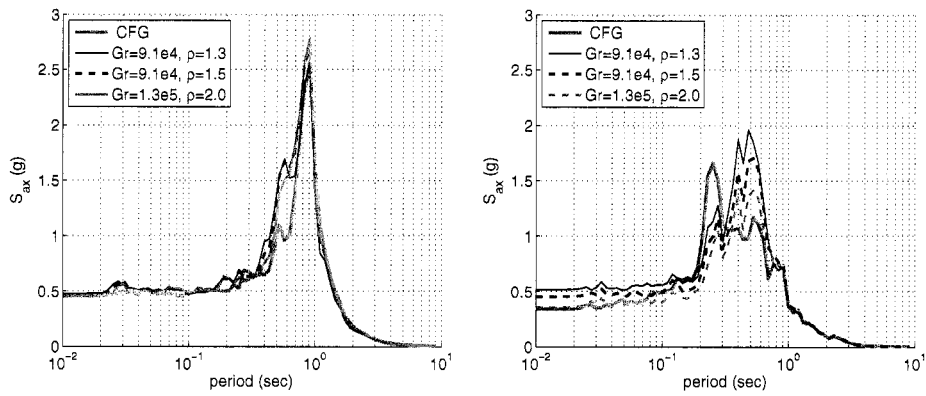 CFG
Gr=9.1e4, ρ=1.3
Gr=9.1e4, ρ=1.5
Gr=1.3e5, ρ=2.0
3
2.5
2
1.5
1
0.5
0
S_ax (g)
10^-2
10^-1
10^0
10^1
period (sec)
CFG
Gr=9.1e4, ρ=1.3
Gr=9.1e4, ρ=1.5
Gr=1.3e5, ρ=2.0
3
2.5
2
1.5
1
0.5
0
S_ax (g)
10^-2
10^-1
10^0
10^1
period (sec)